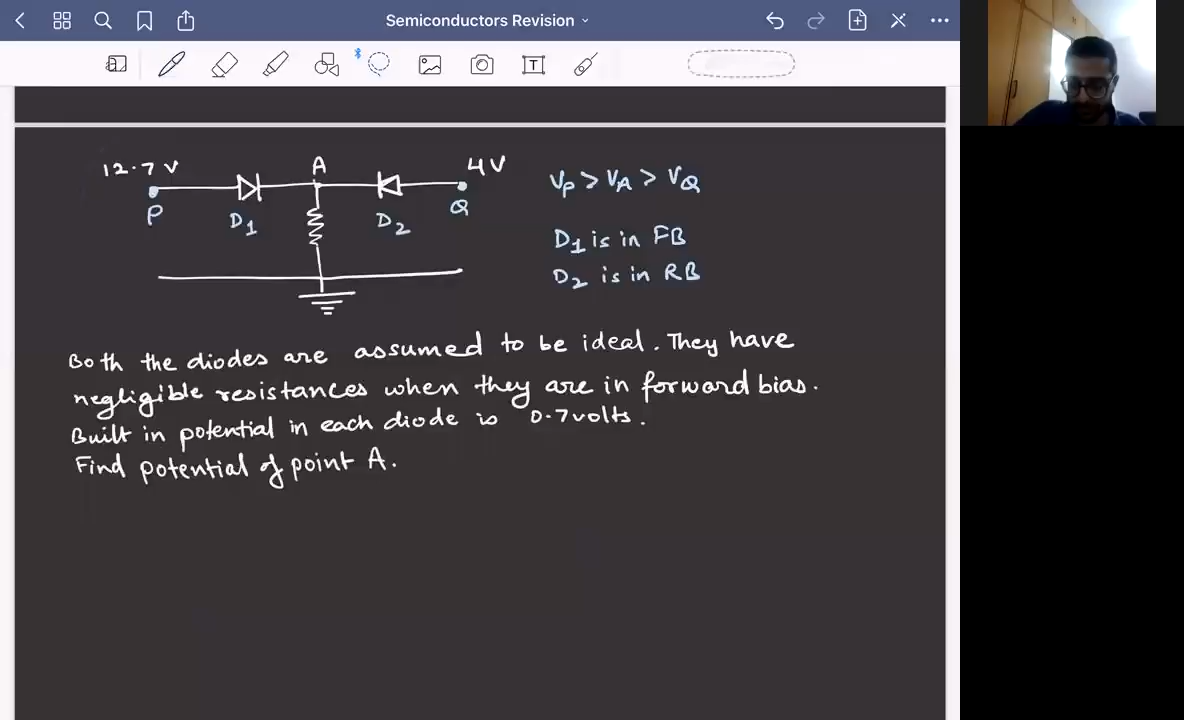 Semiconductors Revision
T
12.7 V
A
4V
P
D1
D2
Q
VP > VA > VQ
D1 is in FB
D2 is in RB
Both the diodes are assumed to be ideal. They have
negligible resistances when they are in forward bias.
Built in potential in each diode is 0.7 volts.
Find potential of point A.